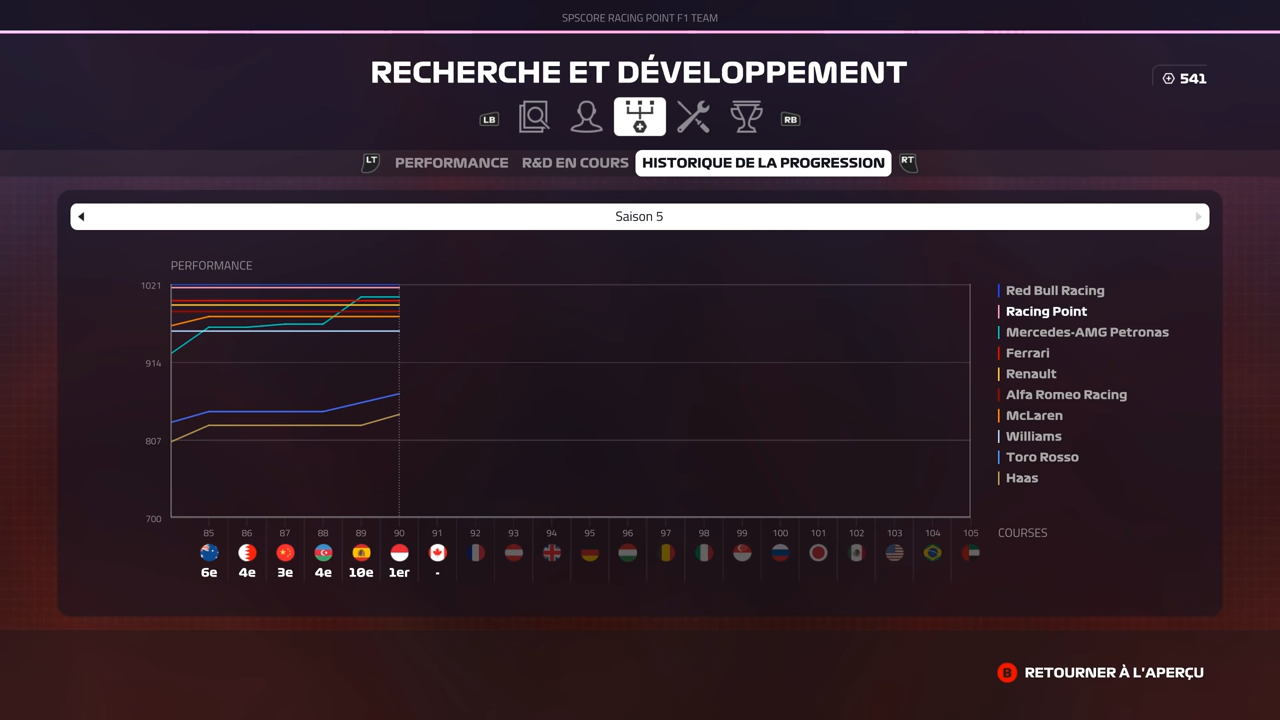 SPSCORE RACING POINT F1 TEAM
RECHERCHE ET DÉVELOPPEMENT
541
LB
RB
LT
PERFORMANCE
R&D EN COURS
HISTORIQUE DE LA PROGRESSION
RT
Saison 5
PERFORMANCE
1021
914
807
700
Red Bull Racing
Racing Point
Mercedes-AMG Petronas
Ferrari
Renault
Alfa Romeo Racing
McLaren
Williams
Toro Rosso
Haas
85 86 87 88 89 90 91 92 93 94 95 96 97 98 99 100 101 102 103 104 105
COURSES
6e 4e 3e 4e 10e 1er -
B RETOURNER À L'APERÇU